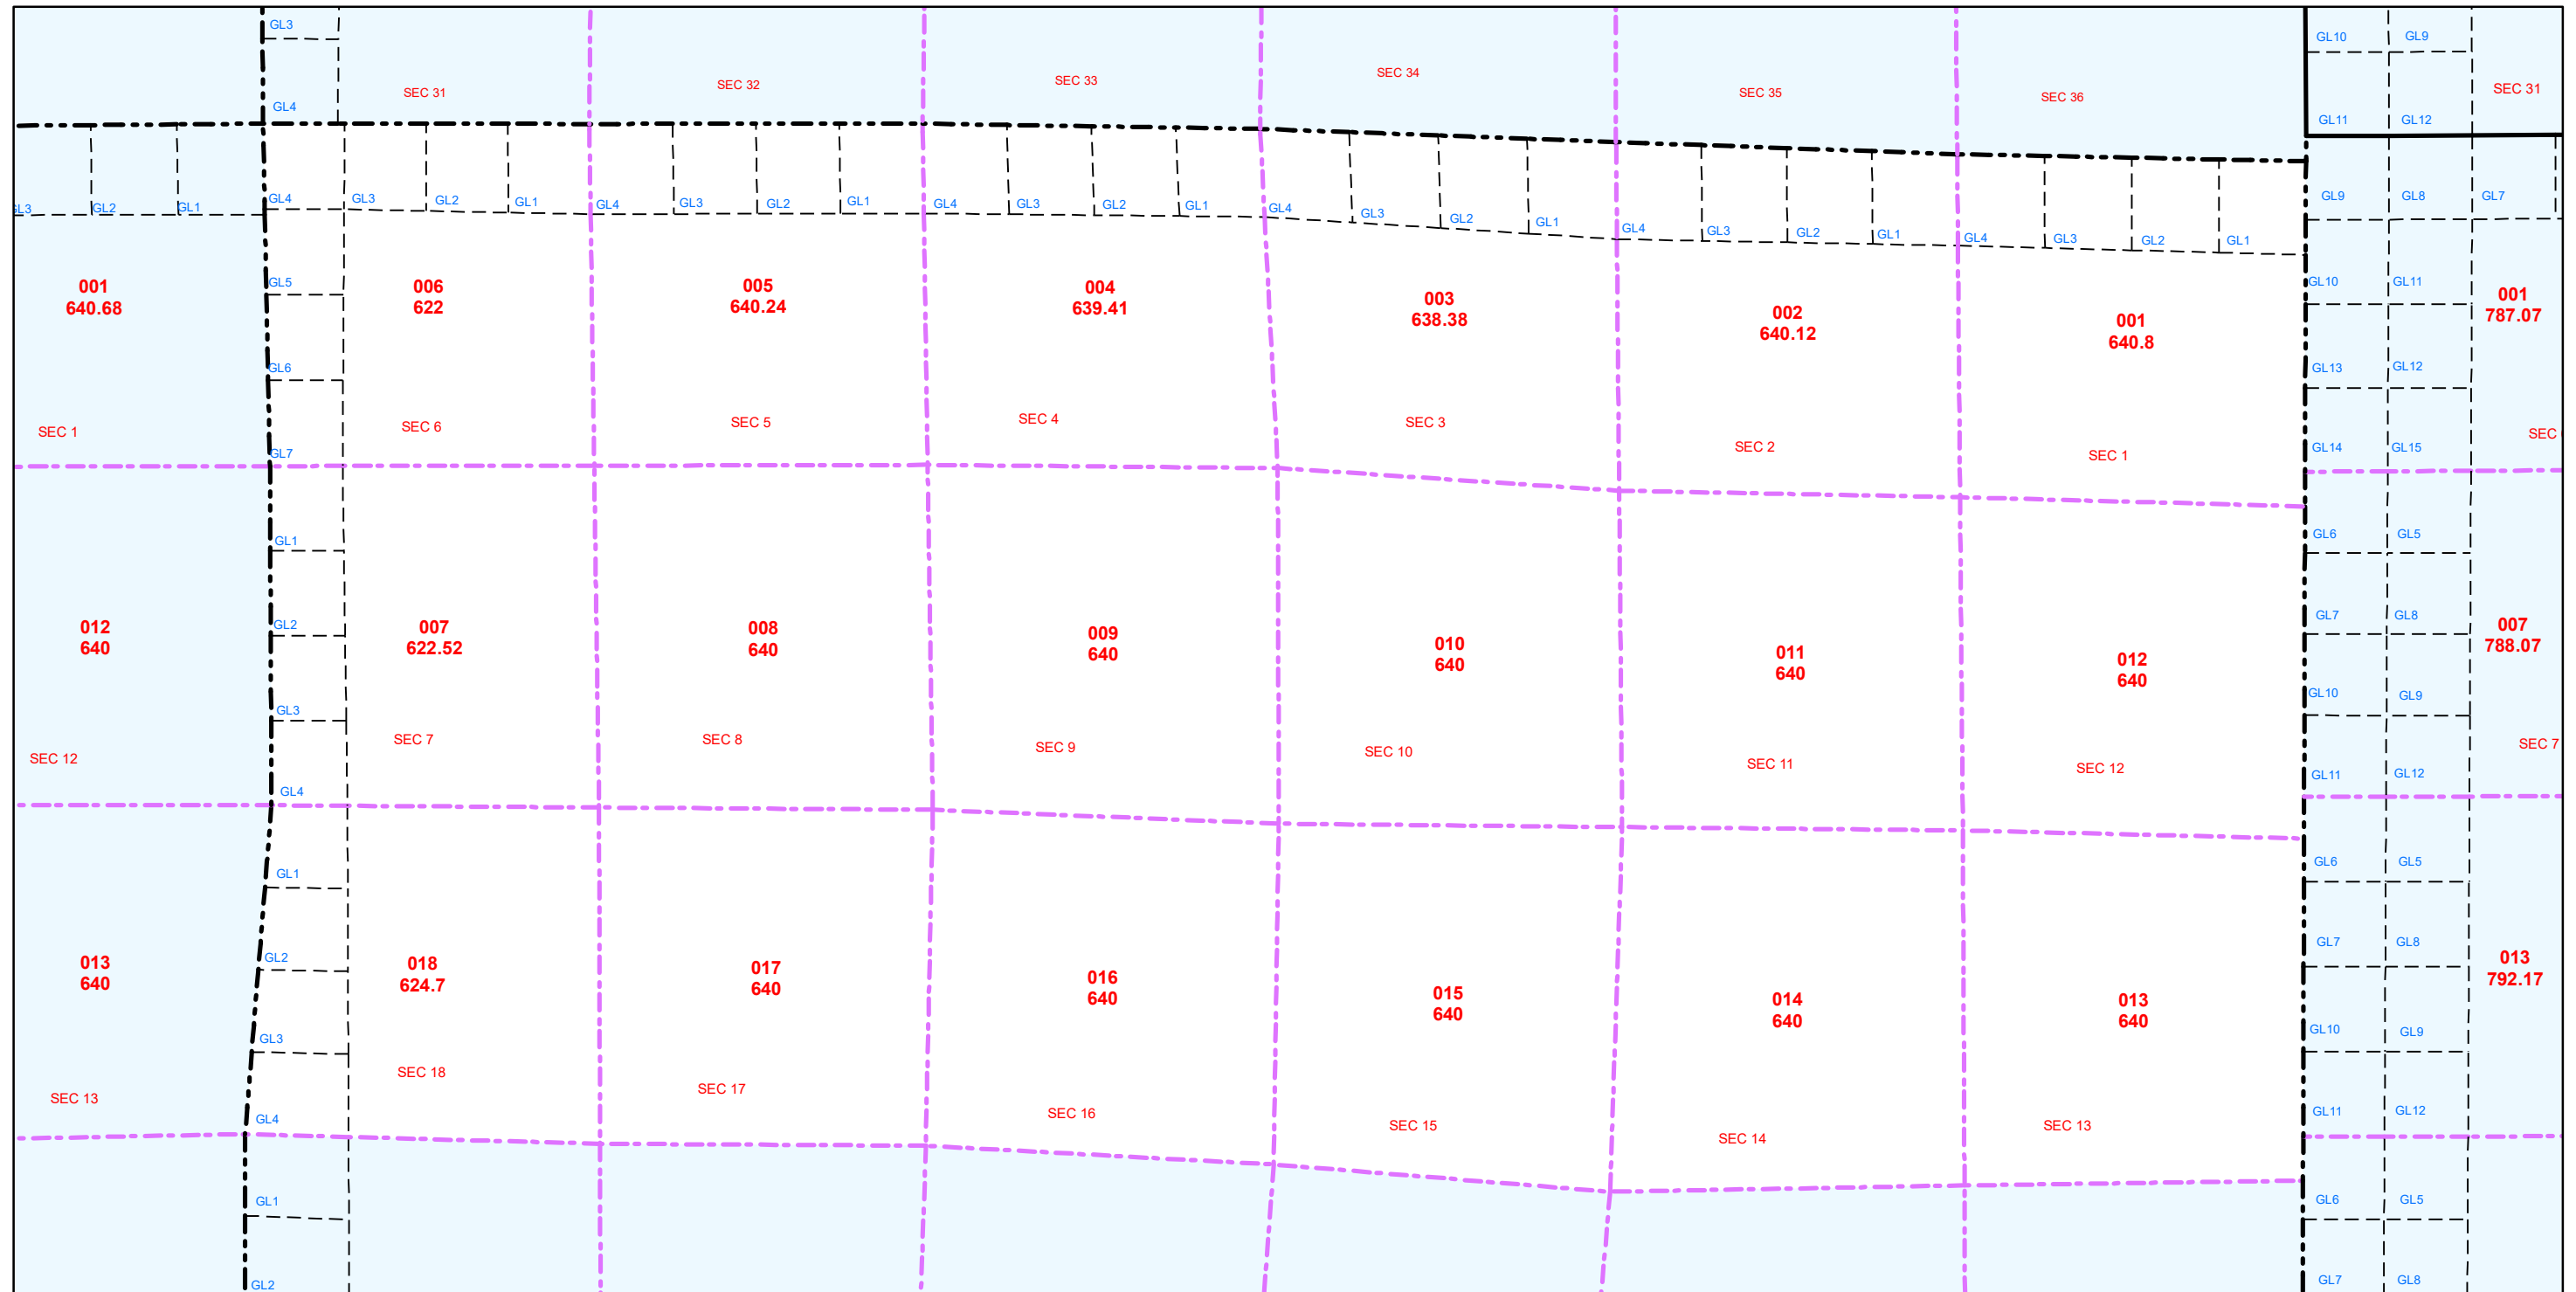 GL3
GL10
GL9
SEC 31
SEC 32
SEC 33
SEC 34
SEC 35
SEC 36
SEC 31
GL4
GL11
GL12
GL3
GL2
GL1
GL4
GL3
GL2
GL1
GL4
GL3
GL2
GL1
GL4
GL3
GL2
GL1
GL4
GL3
GL2
GL1
GL4
GL3
GL2
GL1
GL4
GL3
GL2
GL1
GL9
GL8
GL7
001
640.68
GL5
006
622
005
640.24
004
639.41
003
638.38
002
640.12
001
640.8
GL10
GL11
001
787.07
GL6
GL13
GL12
SEC 1
GL7
SEC 6
SEC 5
SEC 4
SEC 3
SEC 2
SEC 1
GL14
GL15
SEC
GL1
GL6
GL5
012
640
GL2
007
622.52
008
640
009
640
010
640
011
640
012
640
GL7
GL8
007
788.07
GL3
GL10
GL9
SEC 12
SEC 7
SEC 8
SEC 9
SEC 10
SEC 11
SEC 12
SEC 7
GL4
GL11
GL12
GL1
GL6
GL5
013
640
GL2
018
624.7
017
640
016
640
015
640
014
640
013
640
GL7
GL8
013
792.17
GL3
GL10
GL9
SEC 13
SEC 18
SEC 17
SEC 16
SEC 15
SEC 14
SEC 13
GL4
GL11
GL12
GL1
GL6
GL5
GL2
GL7
GL8